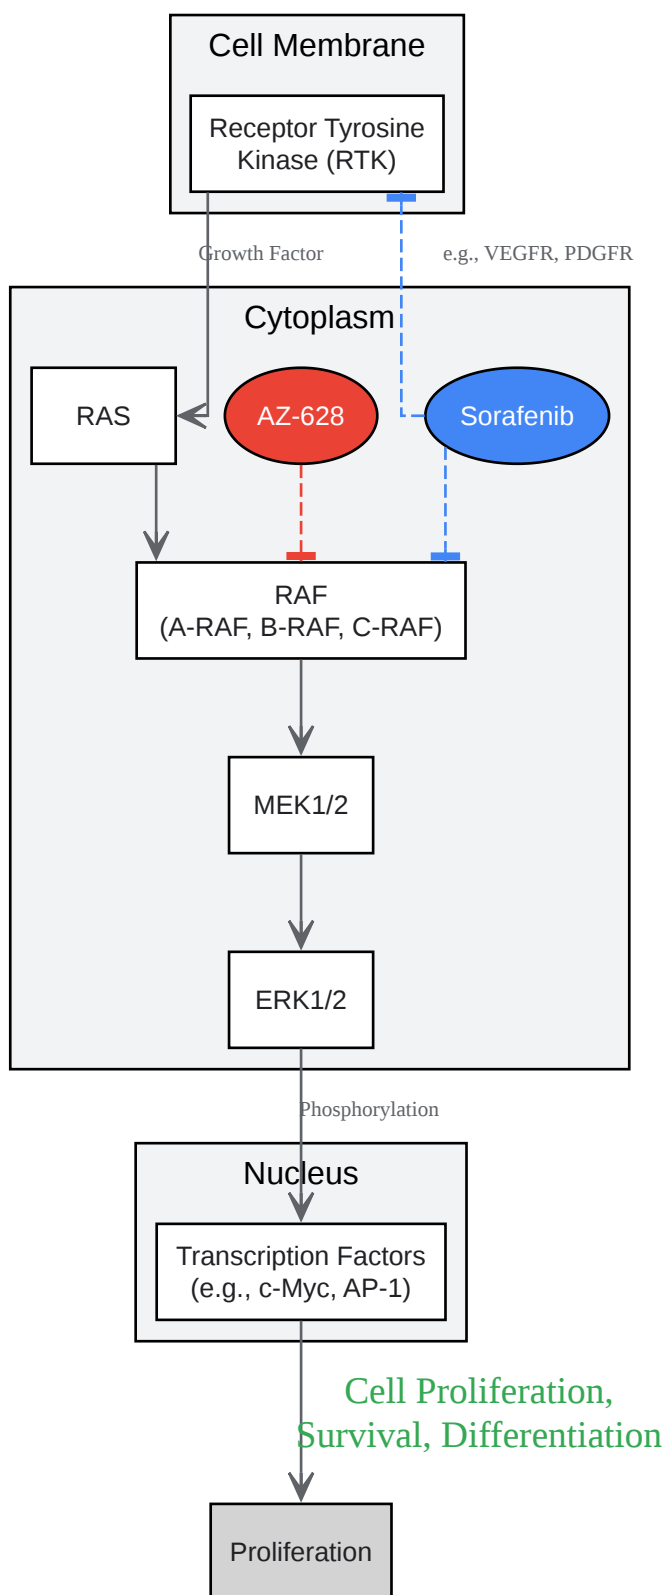 Cell Membrane
Receptor Tyrosine
Kinase (RTK)
Growth Factor
e.g., VEGFR, PDGFR
Cytoplasm
RAS
AZ-628
Sorafenib
RAF
(A-RAF, B-RAF, C-RAF)
MEK1/2
ERK1/2
Phosphorylation
Nucleus
Transcription Factors
(e.g., c-Myc, AP-1)
Cell Proliferation,
Survival, Differentiation
Proliferation